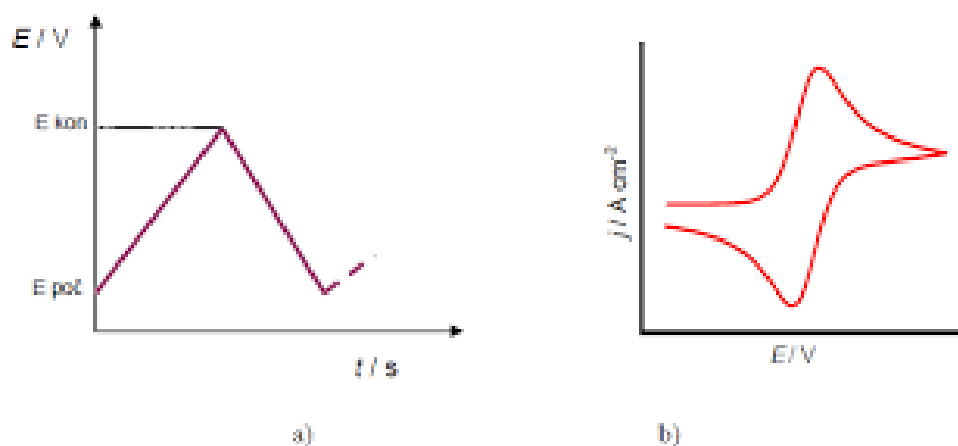 E / V
E kon
E poč
t / s
a)
j / A cm⁻²
E / V
b)